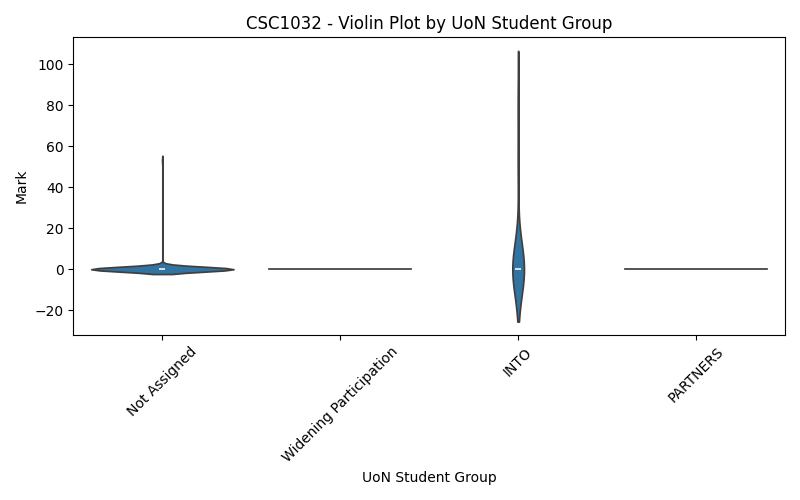 CSC1032 - Violin Plot by UoN Student Group
Mark
100
80
60
40
20
0
−20
Not Assigned
Widening Participation
INTO
PARTNERS
UoN Student Group